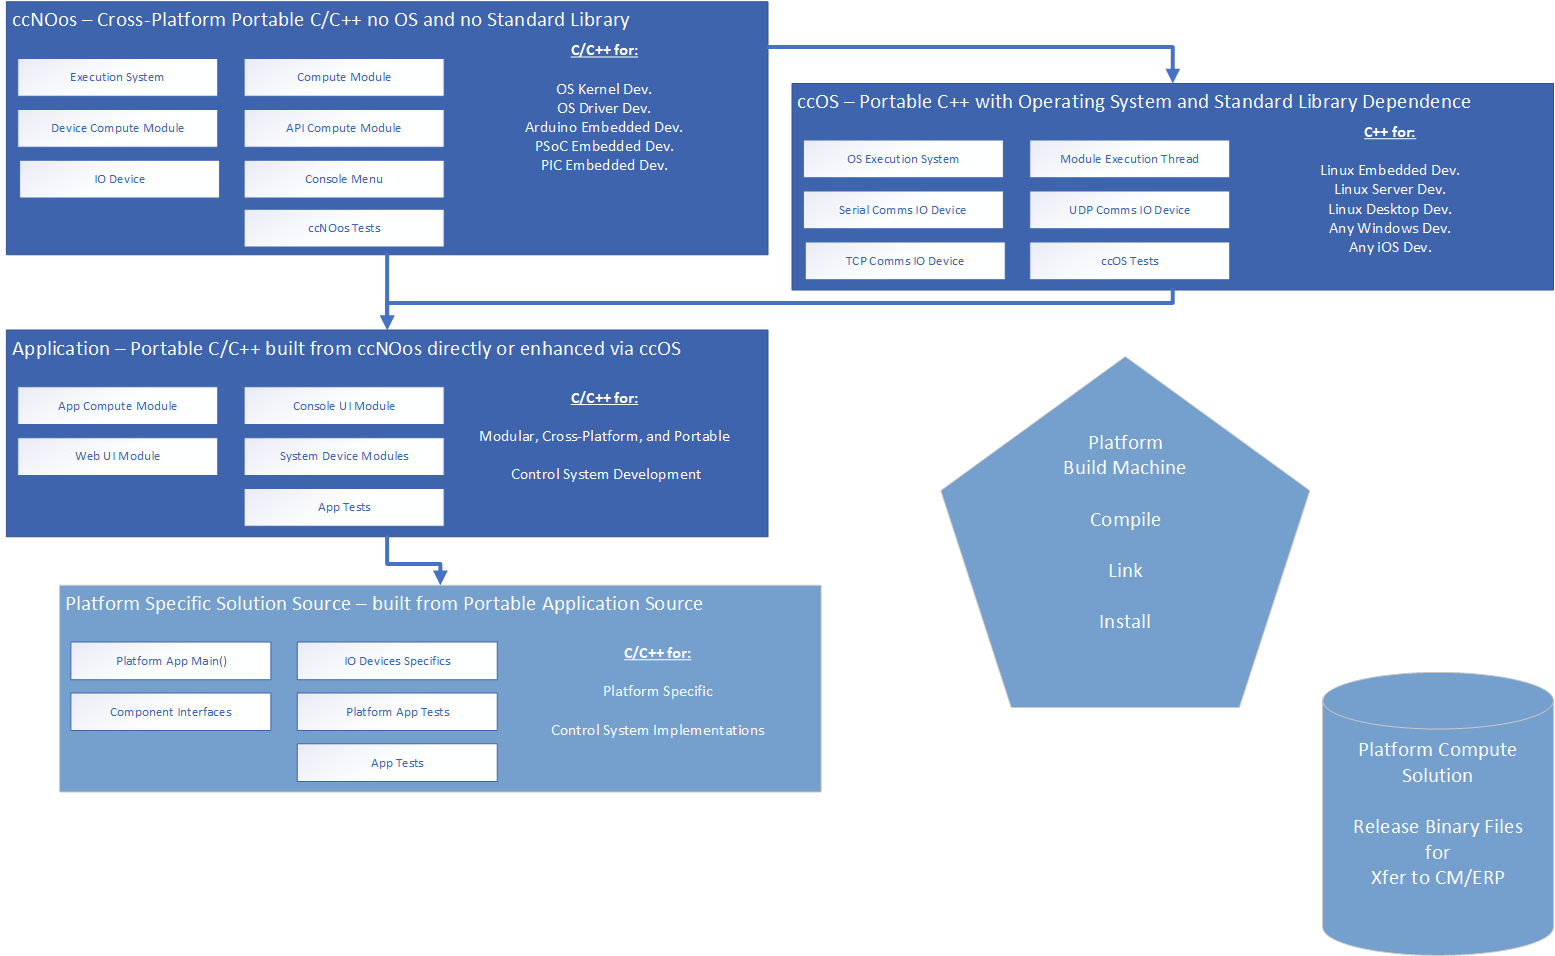 ccNOos – Cross-Platform Portable C/C++ no OS and no Standard Library
Execution System
Compute Module
Device Compute Module
API Compute Module
IO Device
Console Menu
ccNOos Tests
C/C++ for:
OS Kernel Dev.
OS Driver Dev.
Arduino Embedded Dev.
PSoC Embedded Dev.
PIC Embedded Dev.
ccOS – Portable C++ with Operating System and Standard Library Dependence
OS Execution System
Module Execution Thread
Serial Comms IO Device
UDP Comms IO Device
TCP Comms IO Device
ccOS Tests
C++ for:
Linux Embedded Dev.
Linux Server Dev.
Linux Desktop Dev.
Any Windows Dev.
Any iOS Dev.
Application – Portable C/C++ built from ccNOos directly or enhanced via ccOS
App Compute Module
Console UI Module
Web UI Module
System Device Modules
App Tests
C/C++ for:
Modular, Cross-Platform, and Portable
Control System Development
Platform Specific Solution Source – built from Portable Application Source
Platform App Main()
IO Devices Specifics
Component Interfaces
Platform App Tests
App Tests
C/C++ for:
Platform Specific
Control System Implementations
Platform
Build Machine
Compile
Link
Install
Platform Compute
Solution
Release Binary Files
for
Xfer to CM/ERP